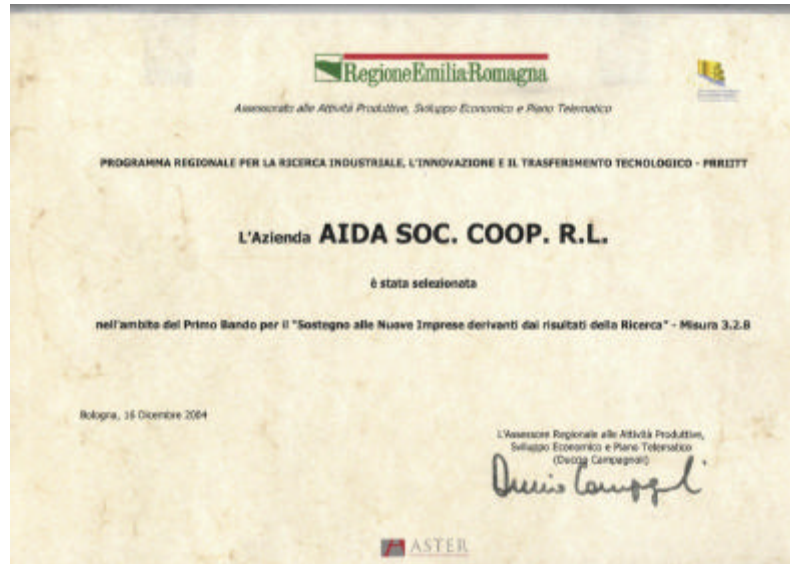 RegioneEmiliaRomagna
Assessorato alle Attività Produttive, Sviluppo Economico e Piano Telematico
PROGRAMMA REGIONALE PER LA RICERCA INDUSTRIALE, L'INNOVAZIONE E IL TRASFERIMENTO TECNOLOGICO - PRRIITT
L'Azienda AIDA SOC. COOP. R.L.
è stata selezionata
nell'ambito del Primo Bando per il "Sostegno alle Nuove Imprese derivanti dai risultati della Ricerca" - Misura 3.2.B
Bologna, 16 Dicembre 2004
L'Assessore Regionale alle Attività Produttive,
Sviluppo Economico e Piano Telematico
(Duccio Campagnoli)
Duccio Campagnoli
ASTER